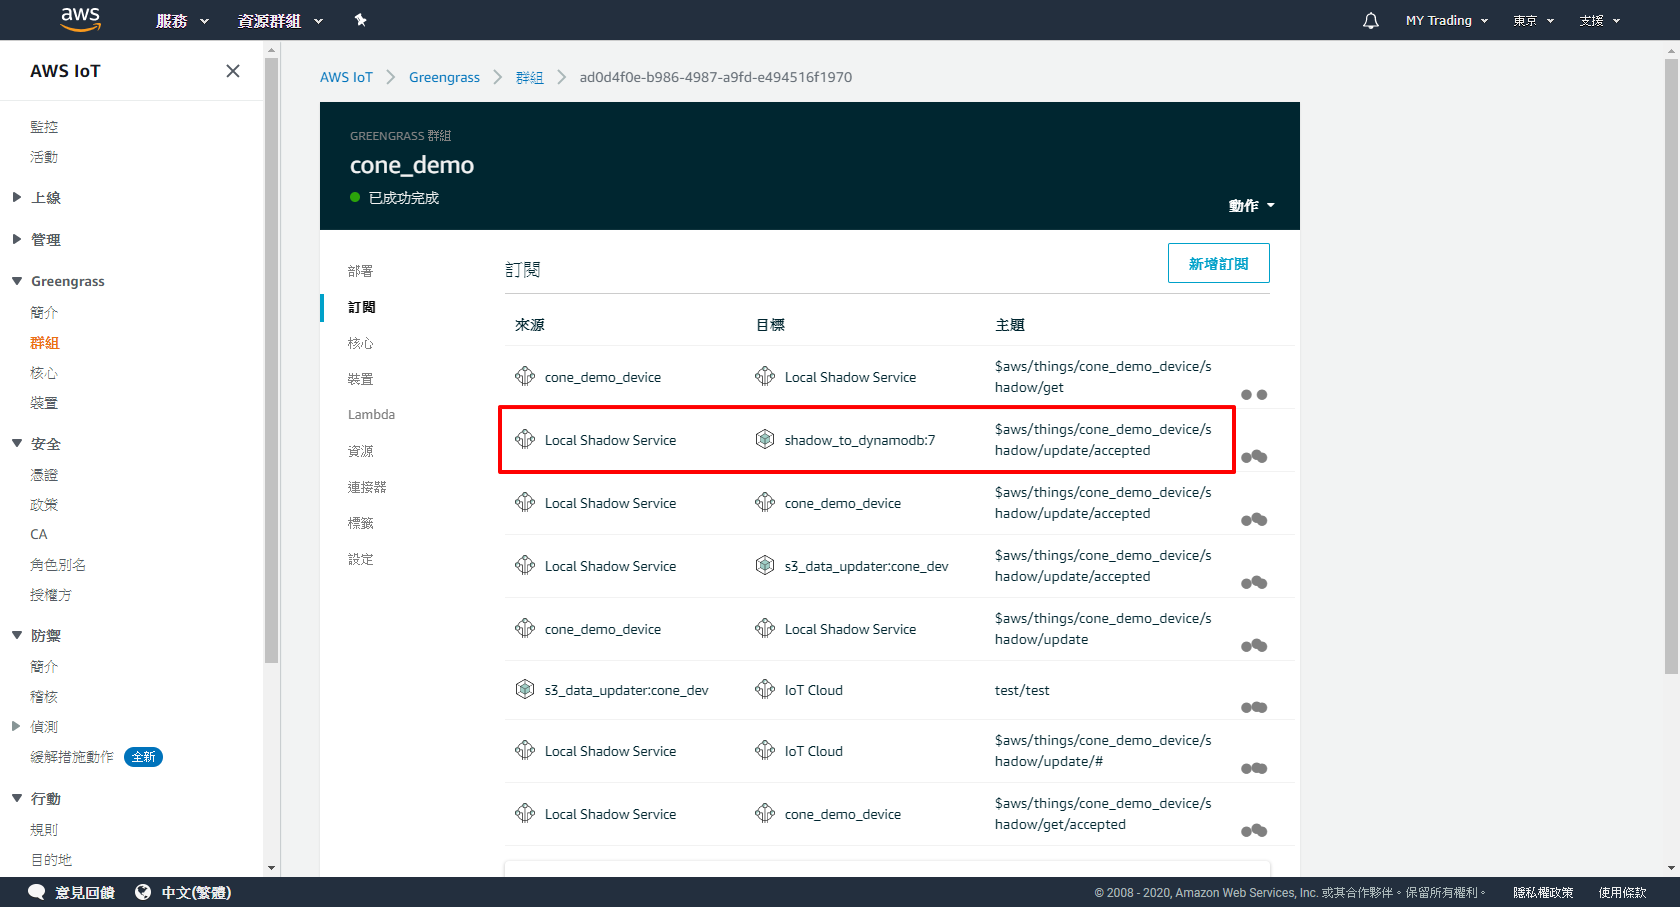 aws
服務
資源群組
MY Trading
東京
支援
AWS IoT
監控
活動
上線
管理
Greengrass
簡介
群組
核心
裝置
安全
憑證
政策
CA
角色別名
授權方
防禦
簡介
稽核
偵測
緩解措施動作 全新
行動
規則
目的地
AWS IoT
Greengrass
群組
ad0d4f0e-b986-4987-a9fd-e494516f1970
GREENGRASS 群組
cone_demo
已成功完成
動作
部署
訂閱
核心
裝置
Lambda
資源
連接器
標籤
設定
訂閱
新增訂閱
來源 目標 主題
cone_demo_device Local Shadow Service $aws/things/cone_demo_device/s
hadow/get
Local Shadow Service shadow_to_dynamodb:7 $aws/things/cone_demo_device/s
hadow/update/accepted
Local Shadow Service cone_demo_device $aws/things/cone_demo_device/s
hadow/update/accepted
Local Shadow Service s3_data_updater:cone_dev $aws/things/cone_demo_device/s
hadow/update/accepted
cone_demo_device Local Shadow Service $aws/things/cone_demo_device/s
hadow/update
s3_data_updater:cone_dev IoT Cloud test/test
Local Shadow Service IoT Cloud $aws/things/cone_demo_device/s
hadow/update/#
Local Shadow Service cone_demo_device $aws/things/cone_demo_device/s
hadow/get/accepted
意見回饋
中文(繁體)
© 2008 - 2020, Amazon Web Services, Inc. 或其合作夥伴。保留所有權利。
隱私權政策
使用條款